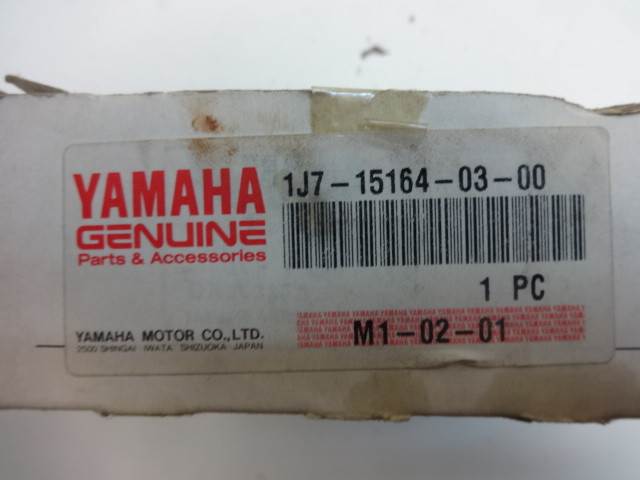 YAMAHA
GENUINE
Parts & Accessories
1J7-15164-03-00
1 PC
YAMAHA MOTOR CO.,LTD.
2500 SHINGAI IWATA SHIZUOKA JAPAN
M1-02-01